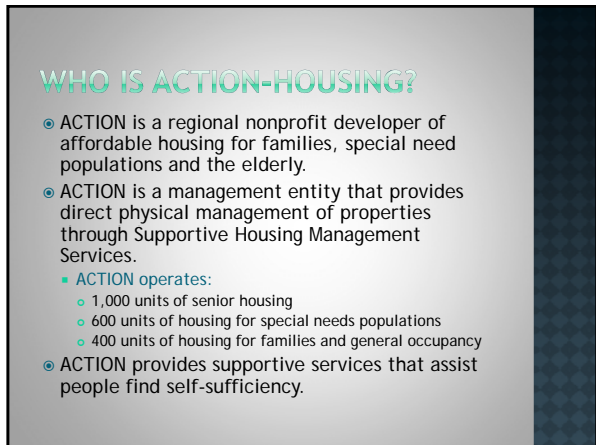 WHO IS ACTION-HOUSING?
ACTION is a regional nonprofit developer of
affordable housing for families, special need
populations and the elderly.
ACTION is a management entity that provides
direct physical management of properties
through Supportive Housing Management
Services.
ACTION operates:
1,000 units of senior housing
600 units of housing for special needs populations
400 units of housing for families and general occupancy
ACTION provides supportive services that assist
people find self-sufficiency.